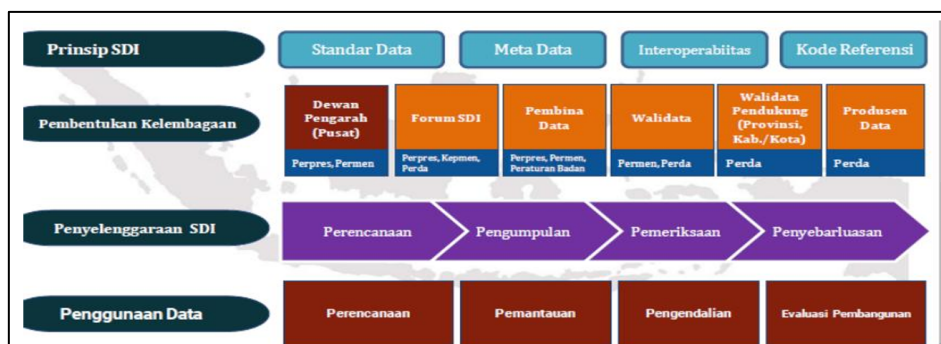 Prinsip SDI
Standar Data
Meta Data
Interoperabiitas
Kode Referensi
Pembentukan Kelembagaan
Dewan
Pengarah
(Pusat)
Perpres, Permen
Forum SDI
Perpres, Kepmen,
Perda
Pembina
Data
Perpres, Permen,
Peraturan Badan
Walidata
Permen, Perda
Walidata
Pendukung
(Provinsi,
Kab./Kota)
Perda
Produsen
Data
Perda
Penyelenggaraan SDI
Perencanaan
Pengumpulan
Pemeriksaan
Penyebarluasan
Penggunaan Data
Perencanaan
Pemantauan
Pengendalian
Evaluasi Pembangunan